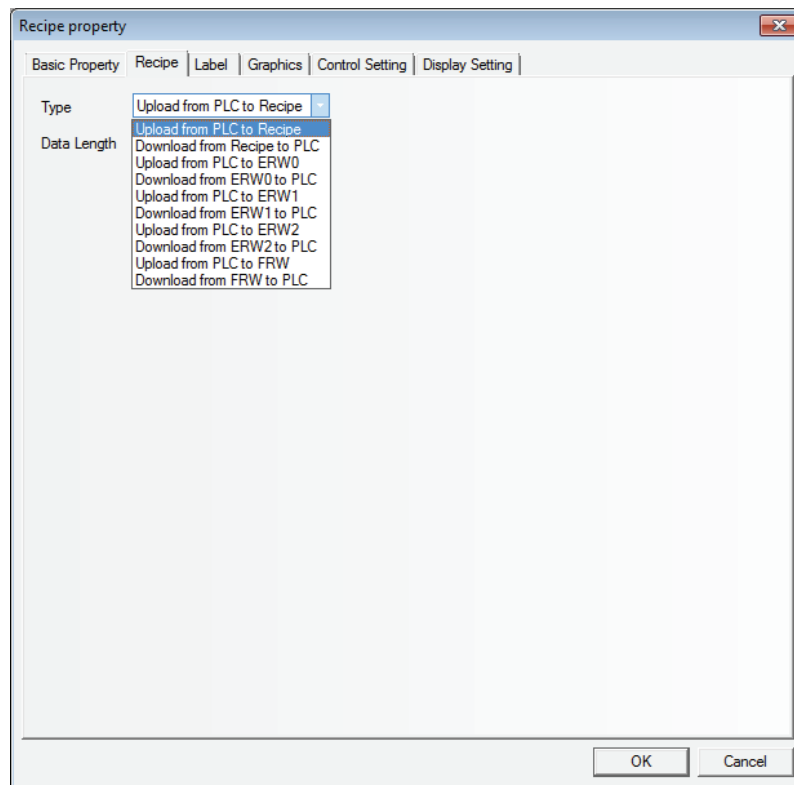 Recipe property
Basic Property Recipe Label Graphics Control Setting Display Setting
Type Upload from PLC to Recipe
Upload from PLC to Recipe
Data Length Download from Recipe to PLC
Upload from PLC to ERW0
Download from ERW0 to PLC
Upload from PLC to ERW1
Download from ERW1 to PLC
Upload from PLC to ERW2
Download from ERW2 to PLC
Upload from PLC to FRW
Download from FRW to PLC
OK Cancel